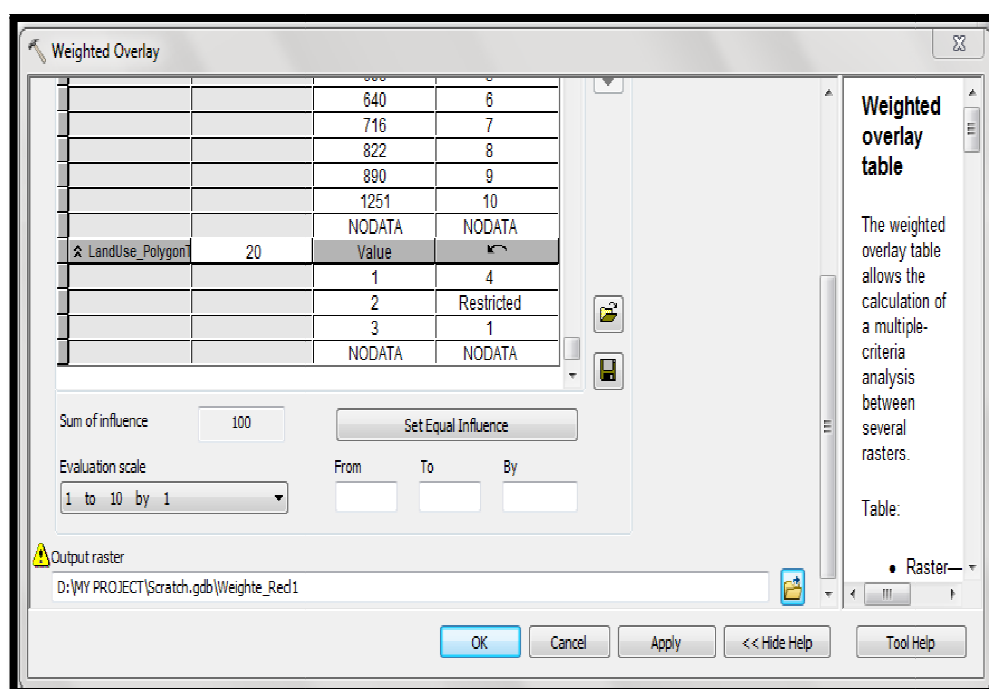 Weighted Overlay
640 6
716 7
822 8
890 9
1251 10
NODATA NODATA
LandUse_PolygonT 20 Value
1 4
2 Restricted
3 1
NODATA NODATA
Sum of influence 100 Set Equal Influence
Evaluation scale From To By
1 to 10 by 1
Output raster
D:\MY PROJECT\Scratch.gdb\Weighte_Recl1
OK Cancel Apply << Hide Help Tool Help
Weighted
overlay
table
The weighted
overlay table
allows the
calculation of
a multiple-
criteria
analysis
between
several
rasters.
Table:
• Raster—